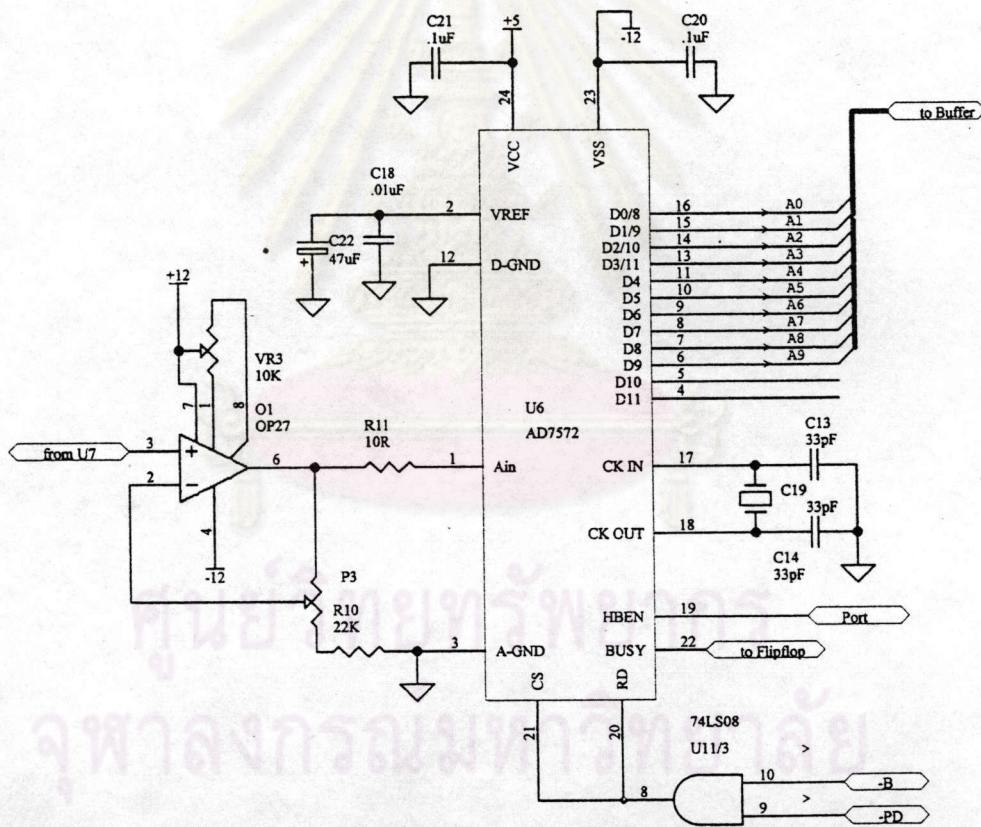 C21
.1uF
+5
-12
C20
.1uF
24
23
to Buffer
VCC
VSS
C18
.01uF
2
VREF
C22
47uF
+
12
D-GND
D0/8
16
A0
D1/9
15
A1
D2/10
14
A2
D3/11
13
A3
D4
11
A4
D5
10
A5
D6
9
A6
D7
8
A7
D8
7
A8
D9
6
A9
D10
5
D11
4
+12
VR3
10K
7
1
8
O1
OP27
U6
AD7572
R11
10R
from U7
3
+
2
−
6
1
Ain
4
-12
CK IN
17
C13
33pF
C19
33pF
CK OUT
18
C14
33pF
P3
R10
22K
HBEN
19
Port
3
A-GND
BUSY
22
to Flipflop
CS
RD
21
20
74LS08
U11/3
8
10
-B
9
-PD
ศูนย์วิทยทรัพยากร
จุฬาลงกรณ์มหาวิทยาลัย